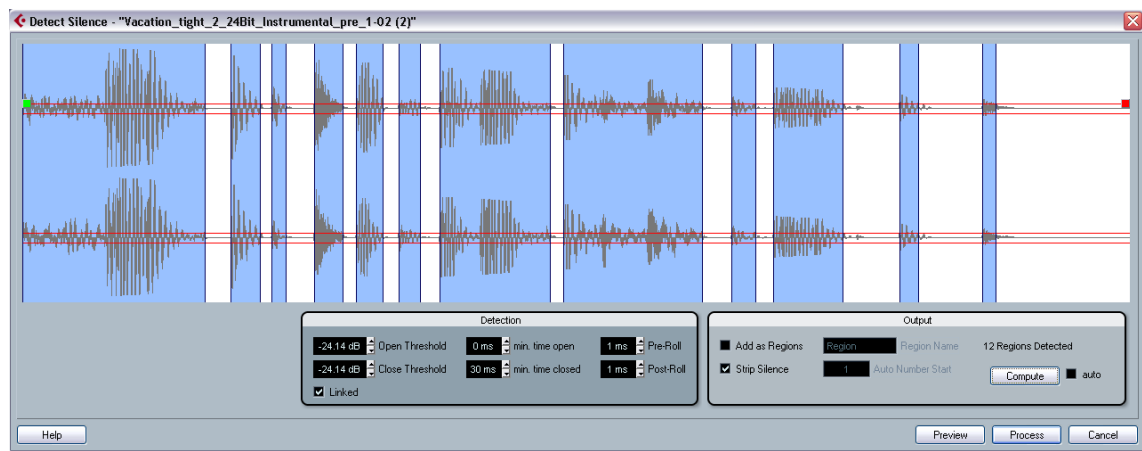 Detect Silence - "Vacation_tight_2_24Bit_Instrumental_pre_1-02 (2)"
Detection
-24.14 dB Open Threshold 0 ms min. time open 1 ms Pre-Roll
-24.14 dB Close Threshold 30 ms min. time closed 1 ms Post-Roll
Linked
Output
Add as Regions Region Region Name 12 Regions Detected
Strip Silence 1 Auto Number Start
Compute auto
Help Preview Process Cancel